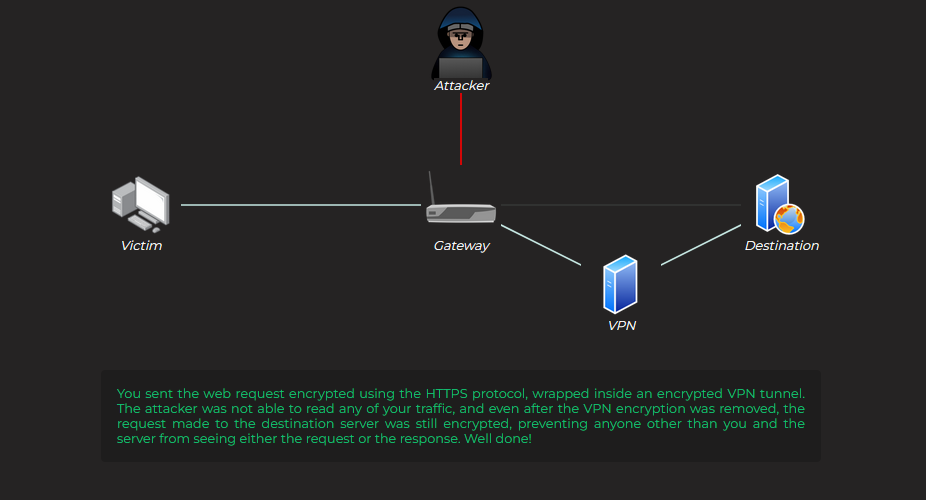 Attacker
Victim
Gateway
Destination
VPN
You sent the web request encrypted using the HTTPS protocol, wrapped inside an encrypted VPN tunnel.
The attacker was not able to read any of your traffic, and even after the VPN encryption was removed, the
request made to the destination server was still encrypted, preventing anyone other than you and the
server from seeing either the request or the response. Well done!